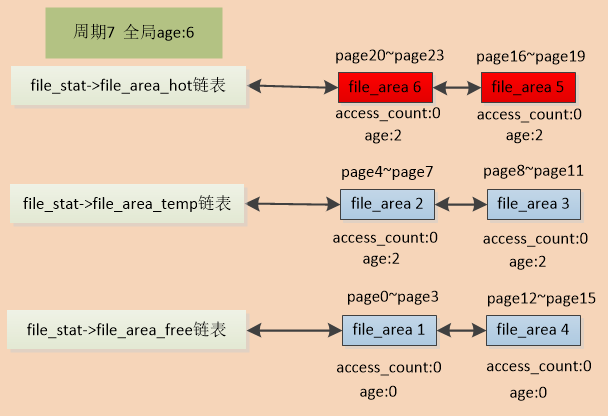 周期7 全局age:6
page20~page23
page16~page19
file_stat->file_area_hot链表
file_area 6
file_area 5
access_count:0
access_count:0
age:2
age:2
page4~page7
page8~page11
file_stat->file_area_temp链表
file_area 2
file_area 3
access_count:0
access_count:0
age:2
age:2
page0~page3
page12~page15
file_stat->file_area_free链表
file_area 1
file_area 4
access_count:0
access_count:0
age:0
age:0